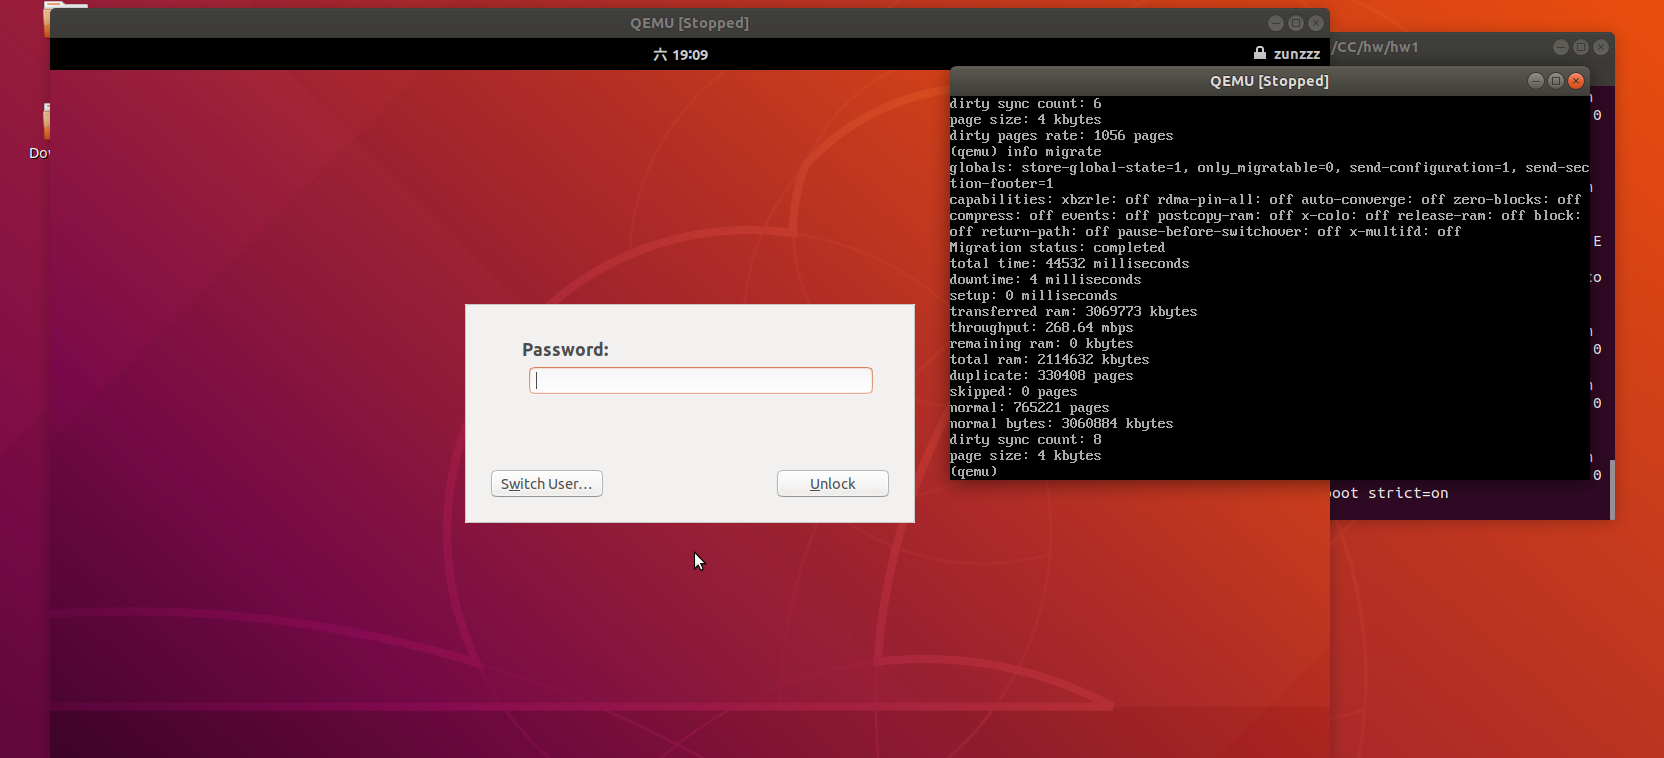 QEMU [Stopped]
六 19:09
zunzzz
/CC/hw/hw1
QEMU [Stopped]
dirty sync count: 6
page size: 4 kbytes
dirty pages rate: 1056 pages
(qemu) info migrate
globals: store-global-state=1, only_migratable=0, send-configuration=1, send-sec
tion-footer=1
capabilities: xbzrle: off rdma-pin-all: off auto-converge: off zero-blocks: off
compress: off events: off postcopy-ram: off x-colo: off release-ram: off block:
off return-path: off pause-before-switchover: off x-multifd: off
Migration status: completed
total time: 44532 milliseconds
downtime: 4 milliseconds
setup: 0 milliseconds
transferred ram: 3069773 kbytes
throughput: 268.64 mbps
remaining ram: 0 kbytes
total ram: 2114632 kbytes
duplicate: 330408 pages
skipped: 0 pages
normal: 765221 pages
normal bytes: 3060884 kbytes
dirty sync count: 8
page size: 4 kbytes
(qemu)
0
E
0
0
0
oot strict=on
Dov
Password:
Switch User...
Unlock